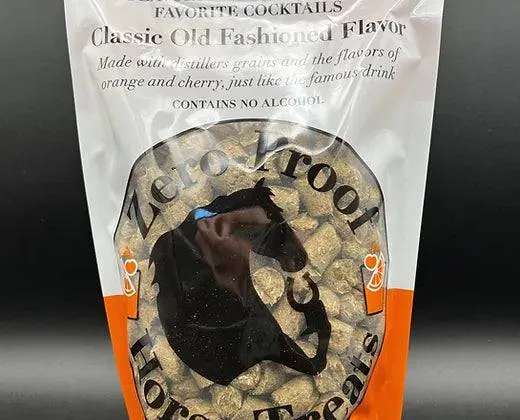 FAVORITE COCKTAILS
Classic Old Fashioned Flavor
Made with distillers grains and the flavors of
orange and cherry, just like the famous drink
CONTAINS NO ALCOHOL
Zero Proof
Horse Treats